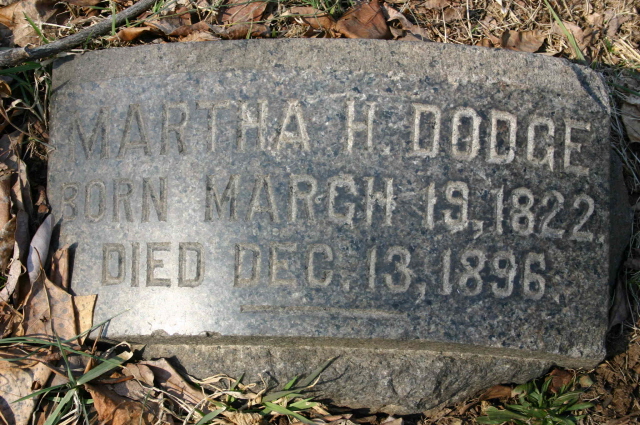 MARTHA H. DODGE
BORN MARCH 19, 1822.
DIED DEC. 13, 1896.